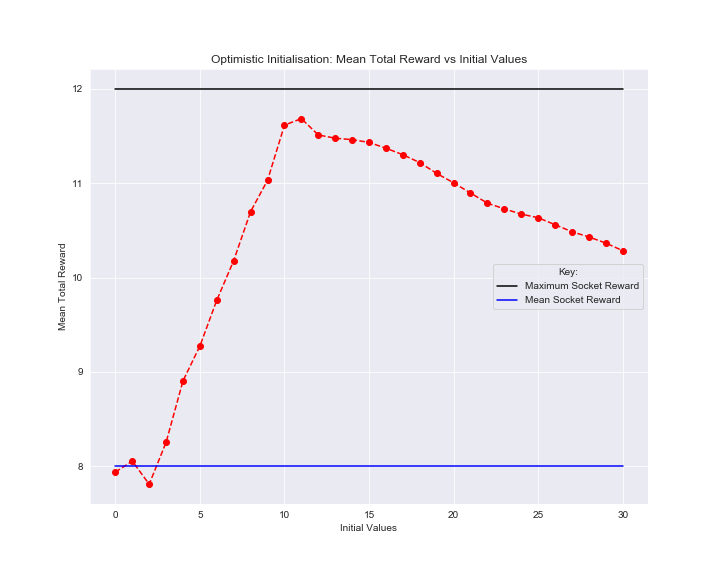 Optimistic Initialisation: Mean Total Reward vs Initial Values
12
11
10
9
8
Mean Total Reward
Key:
Maximum Socket Reward
Mean Socket Reward
0 5 10 15 20 25 30
Initial Values